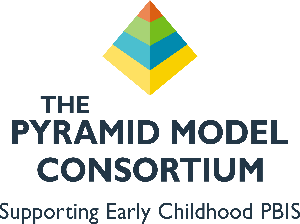 THE
PYRAMID MODEL
CONSORTIUM
Supporting Early Childhood PBIS